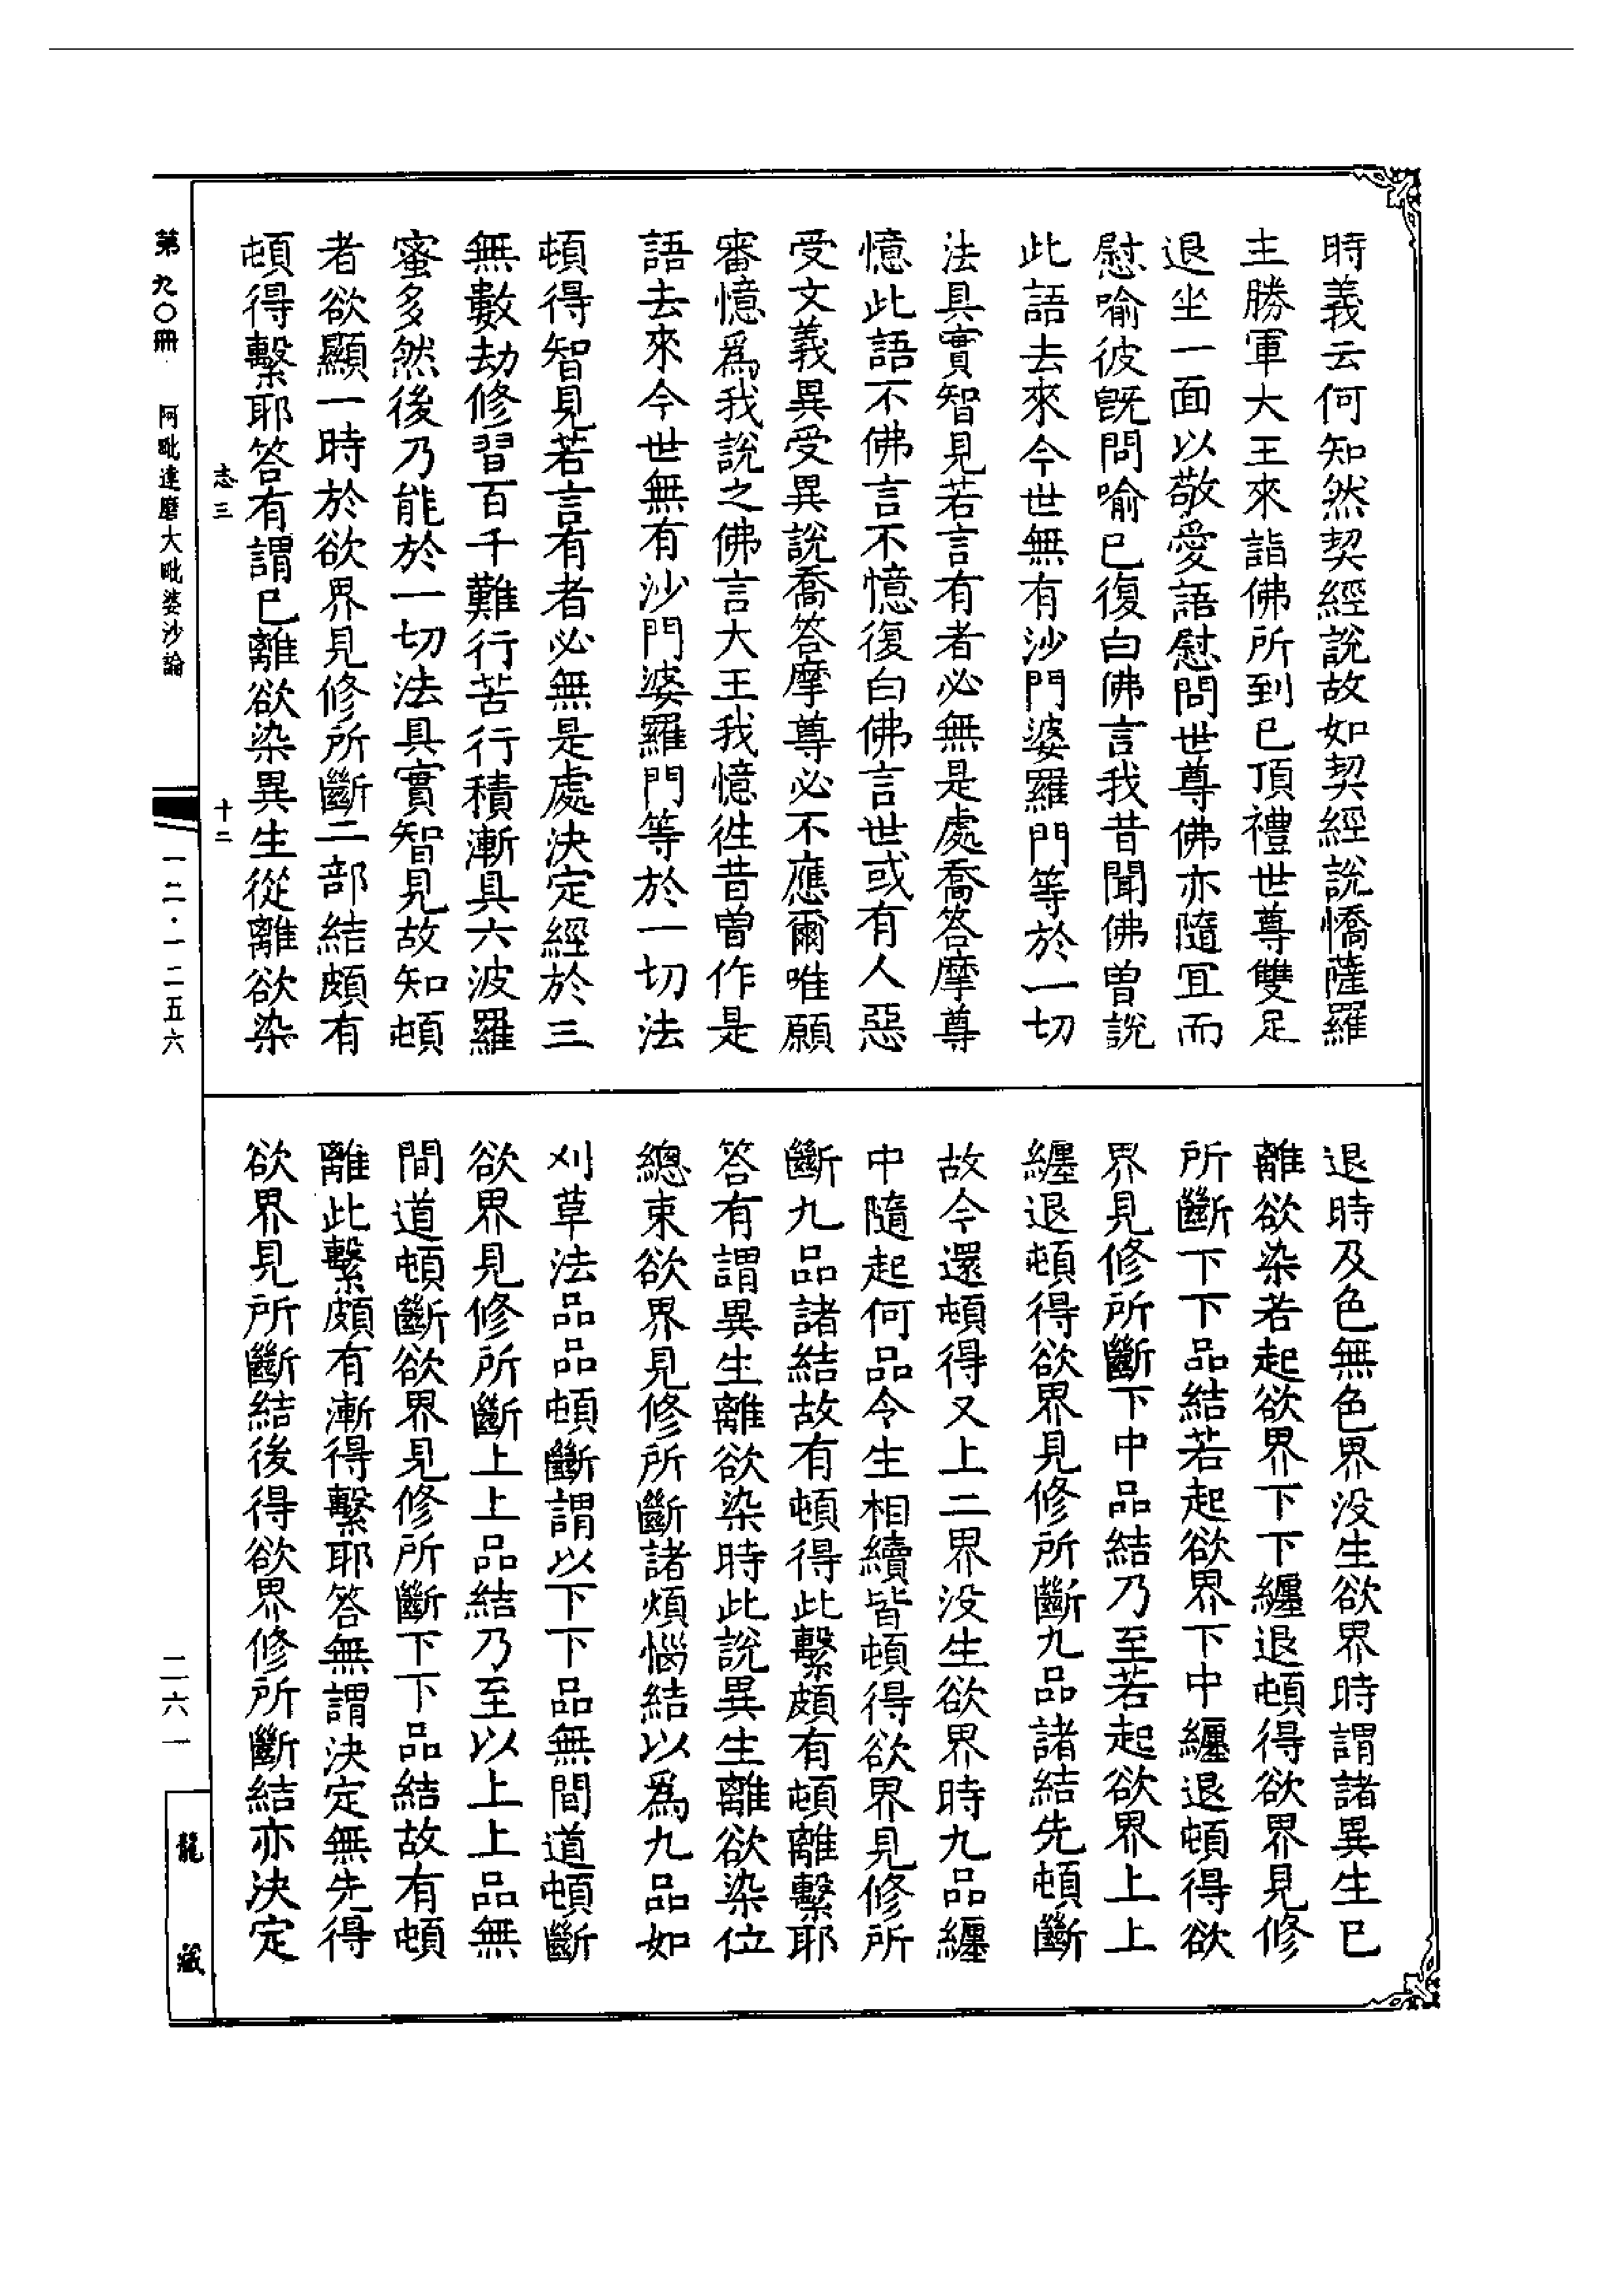 時義云何知然契經說故如契經說憍薩羅
主勝軍大王來詣佛所到已頂禮世尊雙足
退坐一面以敬愛語慰問世尊佛亦隨宜而
慰喻彼旣問喻已復白佛言我昔聞佛曾說
此語去來今世無有沙門婆羅門等於一切
法具實智見若言有者必無是處喬答摩尊
憶此語不佛言不憶復白佛言世或有人惡
受文義異受異說喬答摩尊必不應爾唯願
審憶爲我說之佛言大王我憶徃昔曾作是
語去來今世無有沙門婆羅門等於一切法
頓得智見若言有者必無是處決定經於三
無數劫修習百千難行苦行積漸具六波羅
蜜多然後乃能於一切法具實智見故知頓
者欲顯一時於欲界見修所斷二部結頗有
頓得繫耶答有謂已離欲染異生從離欲染
退時及色無色界没生欲界時謂諸異生已
離欲染若起欲界下下纏退頓得欲界見修
所斷下下品結若起欲界下中纏退頓得欲
界見修所斷下中品結乃至若起欲界上上
纏退頓得欲界見修所斷九品諸結先頓斷
故今還頓得又上二界没生欲界時九品纏
中隨起何品令生相續皆頓得欲界見修所
斷九品諸結故有頓得此繫頗有頓離繫耶
答有謂異生離欲染時此說異生離欲染位
總束欲界見修所斷諸煩惱結以爲九品如
刈草法品品頓斷謂以下下品無間道頓斷
欲界見修所斷上上品結乃至以上上品無
間道頓斷欲界見修所斷下下品結故有頓
離此繫頗有漸得繫耶答無謂決定無先得
欲界見所斷結後得欲界修所斷結亦決定
志三
十二
第九〇冊
阿毗達磨大毗婆沙論
一二·一二五六
二六一
龍藏